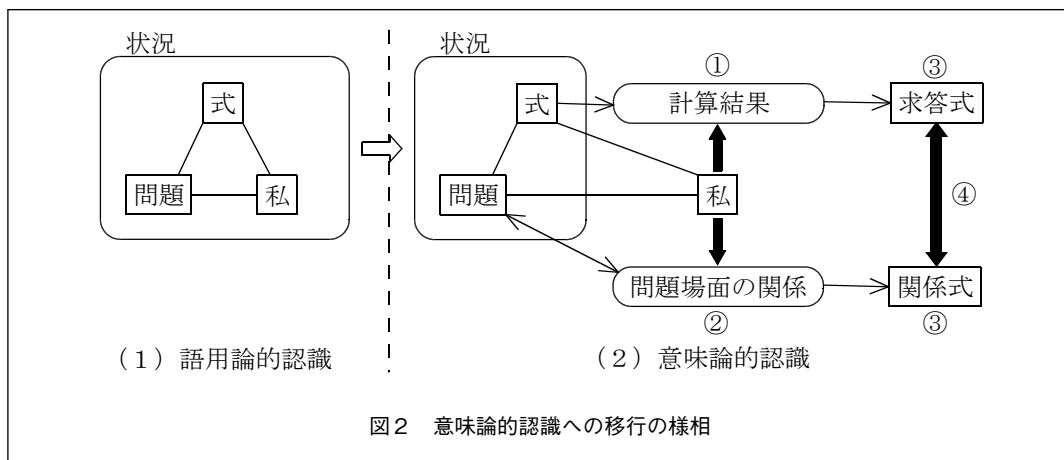 状況
式
問題
私
(1)語用論的認識
状況
式
問題
私
①
計算結果
③
求答式
④
問題場面の関係
②
関係式
③
(2)意味論的認識
図2 意味論的認識への移行の様相